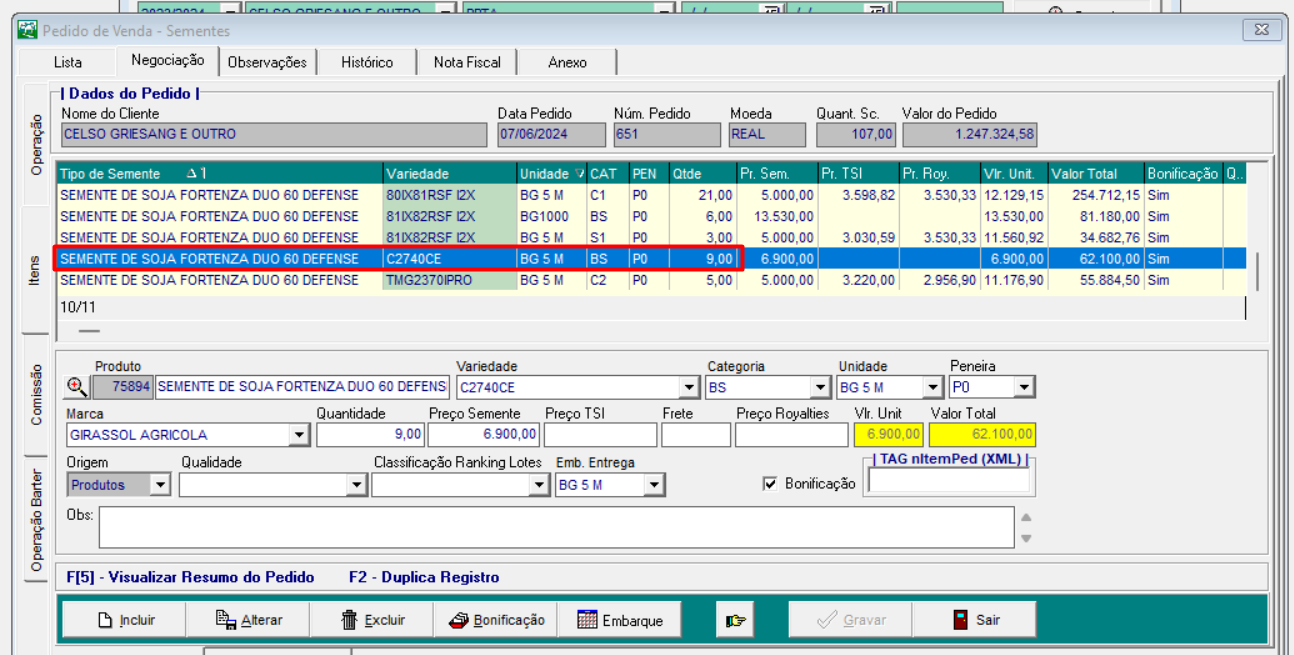 2023/2024 CELSO GRIESANG E OUTRO
Pedido de Venda - Sementes
Lista Negociação Observações Histórico Nota Fiscal Anexo
| Dados do Pedido |
Nome do Cliente Data Pedido Núm. Pedido Moeda Quant. Sc. Valor do Pedido
CELSO GRIESANG E OUTRO 07/06/2024 651 REAL 107,00 1.247.324,58
Operação
Itens
Comissão
Operação Barter
Tipo de Semente 1 Variedade Unidade CAT PEN Qtde Pr. Sem. Pr. TSI Pr. Roy. Vlr. Unit. Valor Total Bonificação Q..
SEMENTE DE SOJA FORTENZA DUO 60 DEFENSE 80IX81RSF I2X BG 5 M C1 P0 21,00 5.000,00 3.598,82 3.530,33 12.129,15 254.712,15 Sim
SEMENTE DE SOJA FORTENZA DUO 60 DEFENSE 81IX82RSF I2X BG1000 BS P0 6,00 13.530,00 13.530,00 81.180,00 Sim
SEMENTE DE SOJA FORTENZA DUO 60 DEFENSE 81IX82RSF I2X BG 5 M S1 P0 3,00 5.000,00 3.030,59 3.530,33 11.560,92 34.682,76 Sim
SEMENTE DE SOJA FORTENZA DUO 60 DEFENSE C2740CE BG 5 M BS P0 9,00 6.900,00 6.900,00 62.100,00 Sim
SEMENTE DE SOJA FORTENZA DUO 60 DEFENSE TMG2370IPRO BG 5 M C2 P0 5,00 5.000,00 3.220,00 2.956,90 11.176,90 55.884,50 Sim
10/11
Produto Variedade Categoria Unidade Peneira
75894 SEMENTE DE SOJA FORTENZA DUO 60 DEFENS C2740CE BS BG 5 M P0
Marca Quantidade Preço Semente Preço TSI Frete Preço Royalties Vlr. Unit Valor Total
GIRASSOL AGRICOLA 9,00 6.900,00 6.900,00 62.100,00
Origem Qualidade Classificação Ranking Lotes Emb. Entrega | TAG nItemPed (XML) |
Produtos BG 5 M Bonificação
Obs:
F[5] - Visualizar Resumo do Pedido F2 - Duplica Registro
Incluir Alterar Excluir Bonificação Embarque Gravar Sair